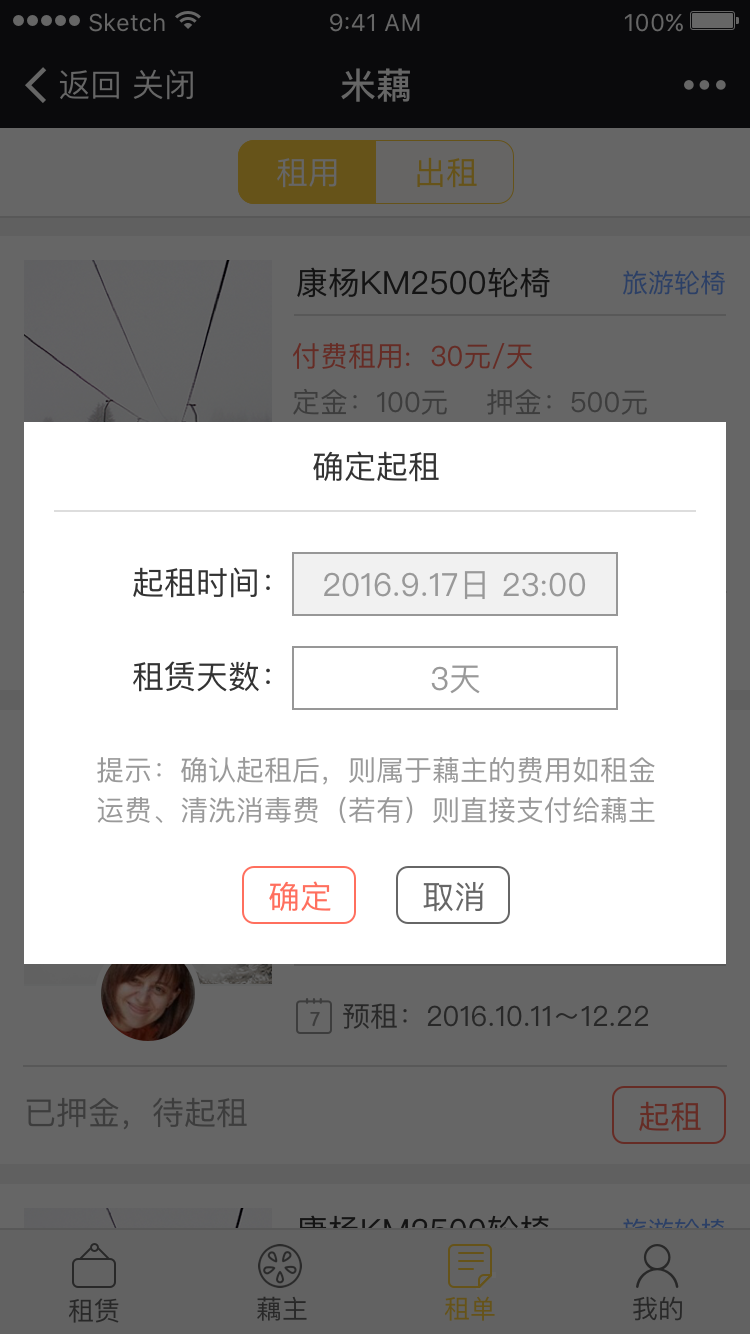 Sketch 9:41 AM 100%
返回 关闭 米藕
租用 出租
康杨KM2500轮椅 旅游轮椅
付费租用：30元/天
定金：100元 押金：500元
确定起租
起租时间： 2016.9.17日 23:00
租赁天数： 3天
提示：确认起租后，则属于藕主的费用如租金
运费、清洗消毒费（若有）则直接支付给藕主
确定 取消
7 预租：2016.10.11～12.22
已押金，待起租 起租
康杨KM2500轮椅 旅游轮椅
租赁 藕主 租单 我的